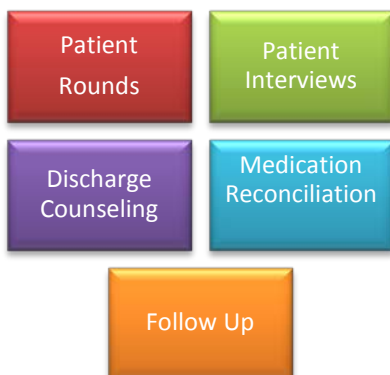 Patient
Rounds
Patient
Interviews
Discharge
Counseling
Medication
Reconciliation
Follow Up